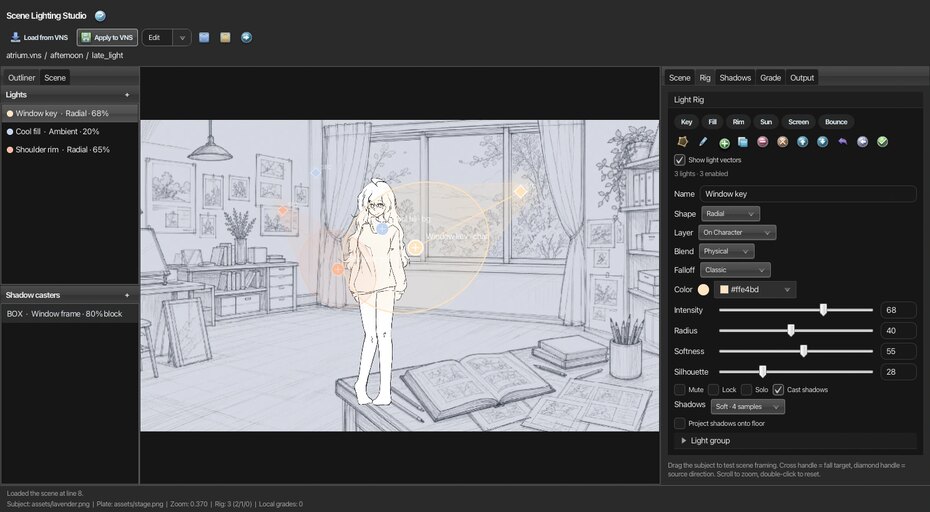 Scene Lighting Studio
Load from VNS Apply to VNS Edit
atrium.vns / afternoon / late_light
Outliner Scene
Lights +
Window key · Radial · 68%
Cool fill · Ambient · 20%
Shoulder rim · Radial · 65%
Shadow casters +
BOX · Window frame · 80% block
Scene Rig Shadows Grade Output
Light Rig
Key Fill Rim Sun Screen Bounce
Show light vectors
3 lights · 3 enabled
Name Window key
Shape Radial
Layer On Character
Blend Physical
Falloff Classic
Color #ffe4bd
Intensity 68
Radius 40
Softness 55
Silhouette 28
Mute Lock Solo Cast shadows
Shadows Soft · 4 samples
Project shadows onto floor
Light group
Drag the subject to test scene framing. Cross handle = fall target, diamond handle =
source direction. Scroll to zoom, double-click to reset.
Window key
Loaded the scene at line 8.
Subject: assets/lavender.png | Plate: assets/stage.png | Zoom: 0.370 | Rig: 3 (2/1/0) | Local grades: 0